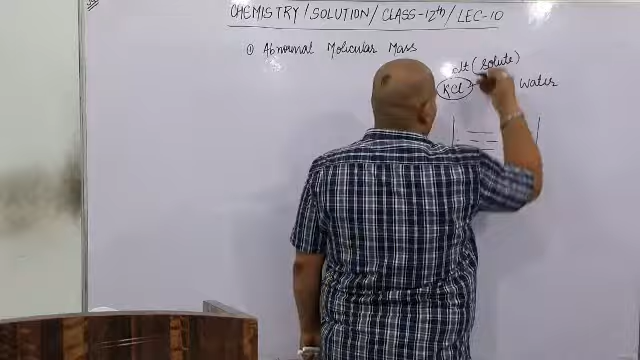 CHEMISTRY/SOLUTION/CLASS-12th/LEC-10
① Abnormal Molecular Mass
(Solute)
KCl
Water